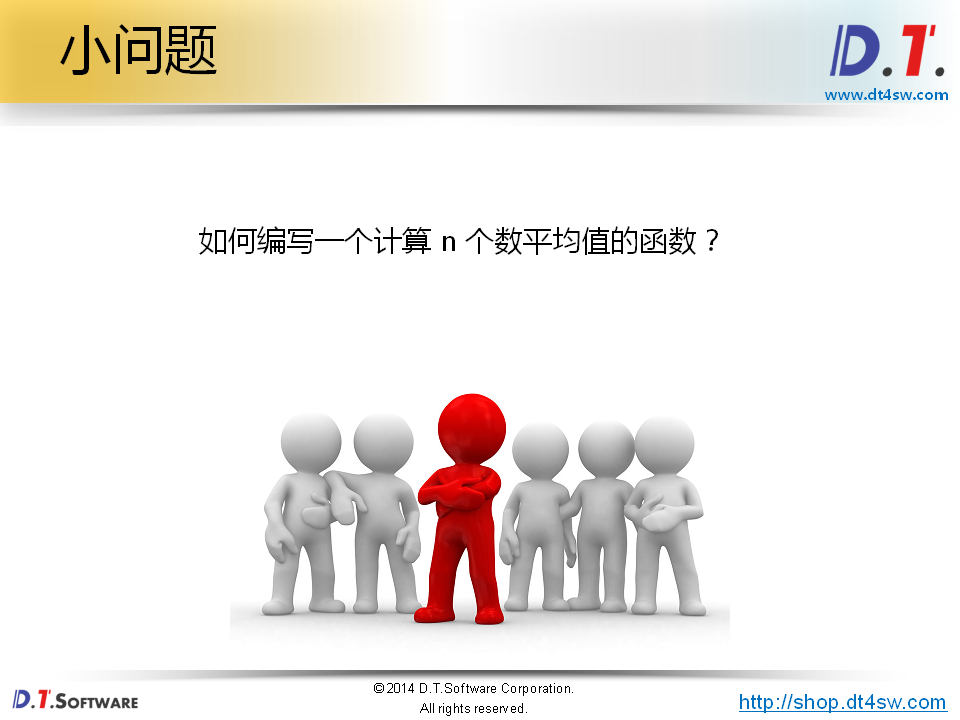 小问题
D.T.
www.dt4sw.com
如何编写一个计算 n 个数平均值的函数？
D.T.SOFTWARE
©2014 D.T.Software Corporation.
All rights reserved.
http://shop.dt4sw.com